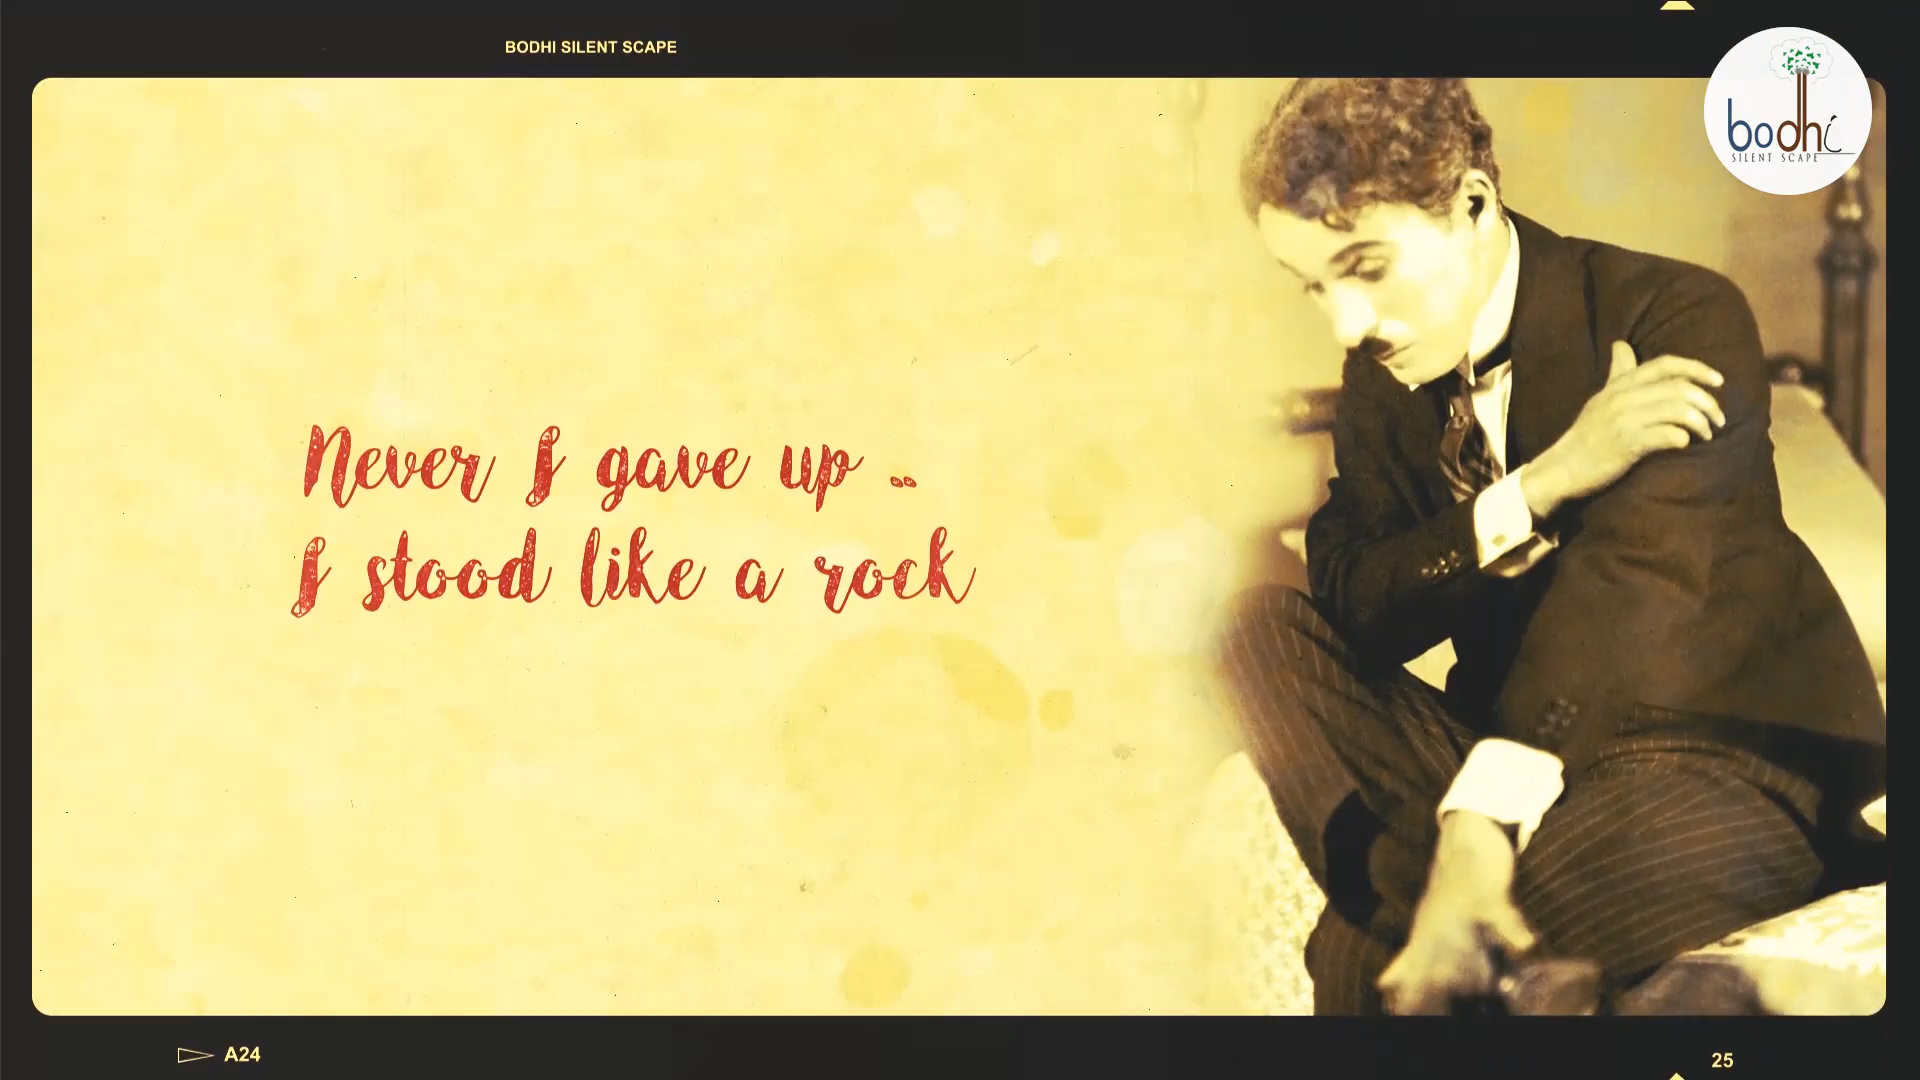 BODHI SILENT SCAPE
bodhi
SILENT SCAPE
Never I gave up ..
I stood like a rock
A24
25